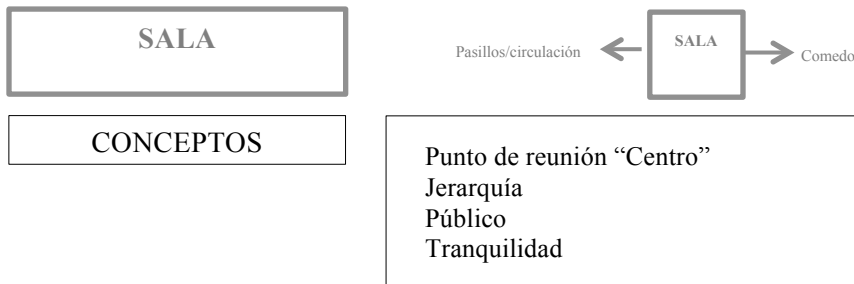 SALA
Pasillos/circulación
SALA
Comedo
CONCEPTOS
Punto de reunión “Centro”
Jerarquía
Público
Tranquilidad